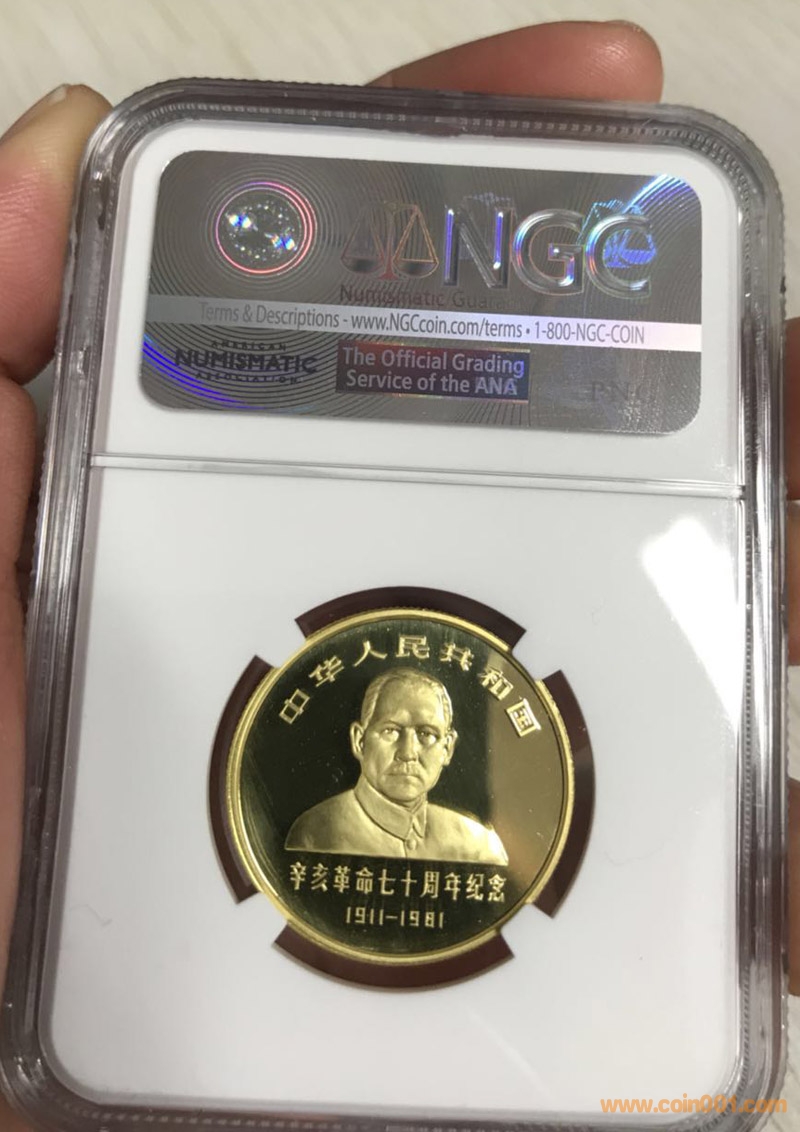 NGC
Numismatic Guara
Terms & Descriptions - www.NGCcoin.com/terms • 1-800-NGC-COIN
AMERICAN
NUMISMATIC
ASSOCIATION
The Official Grading
Service of the ANA
PNG
中华人民共和国
辛亥革命七十周年纪念
1911-1981
www.coin001.com